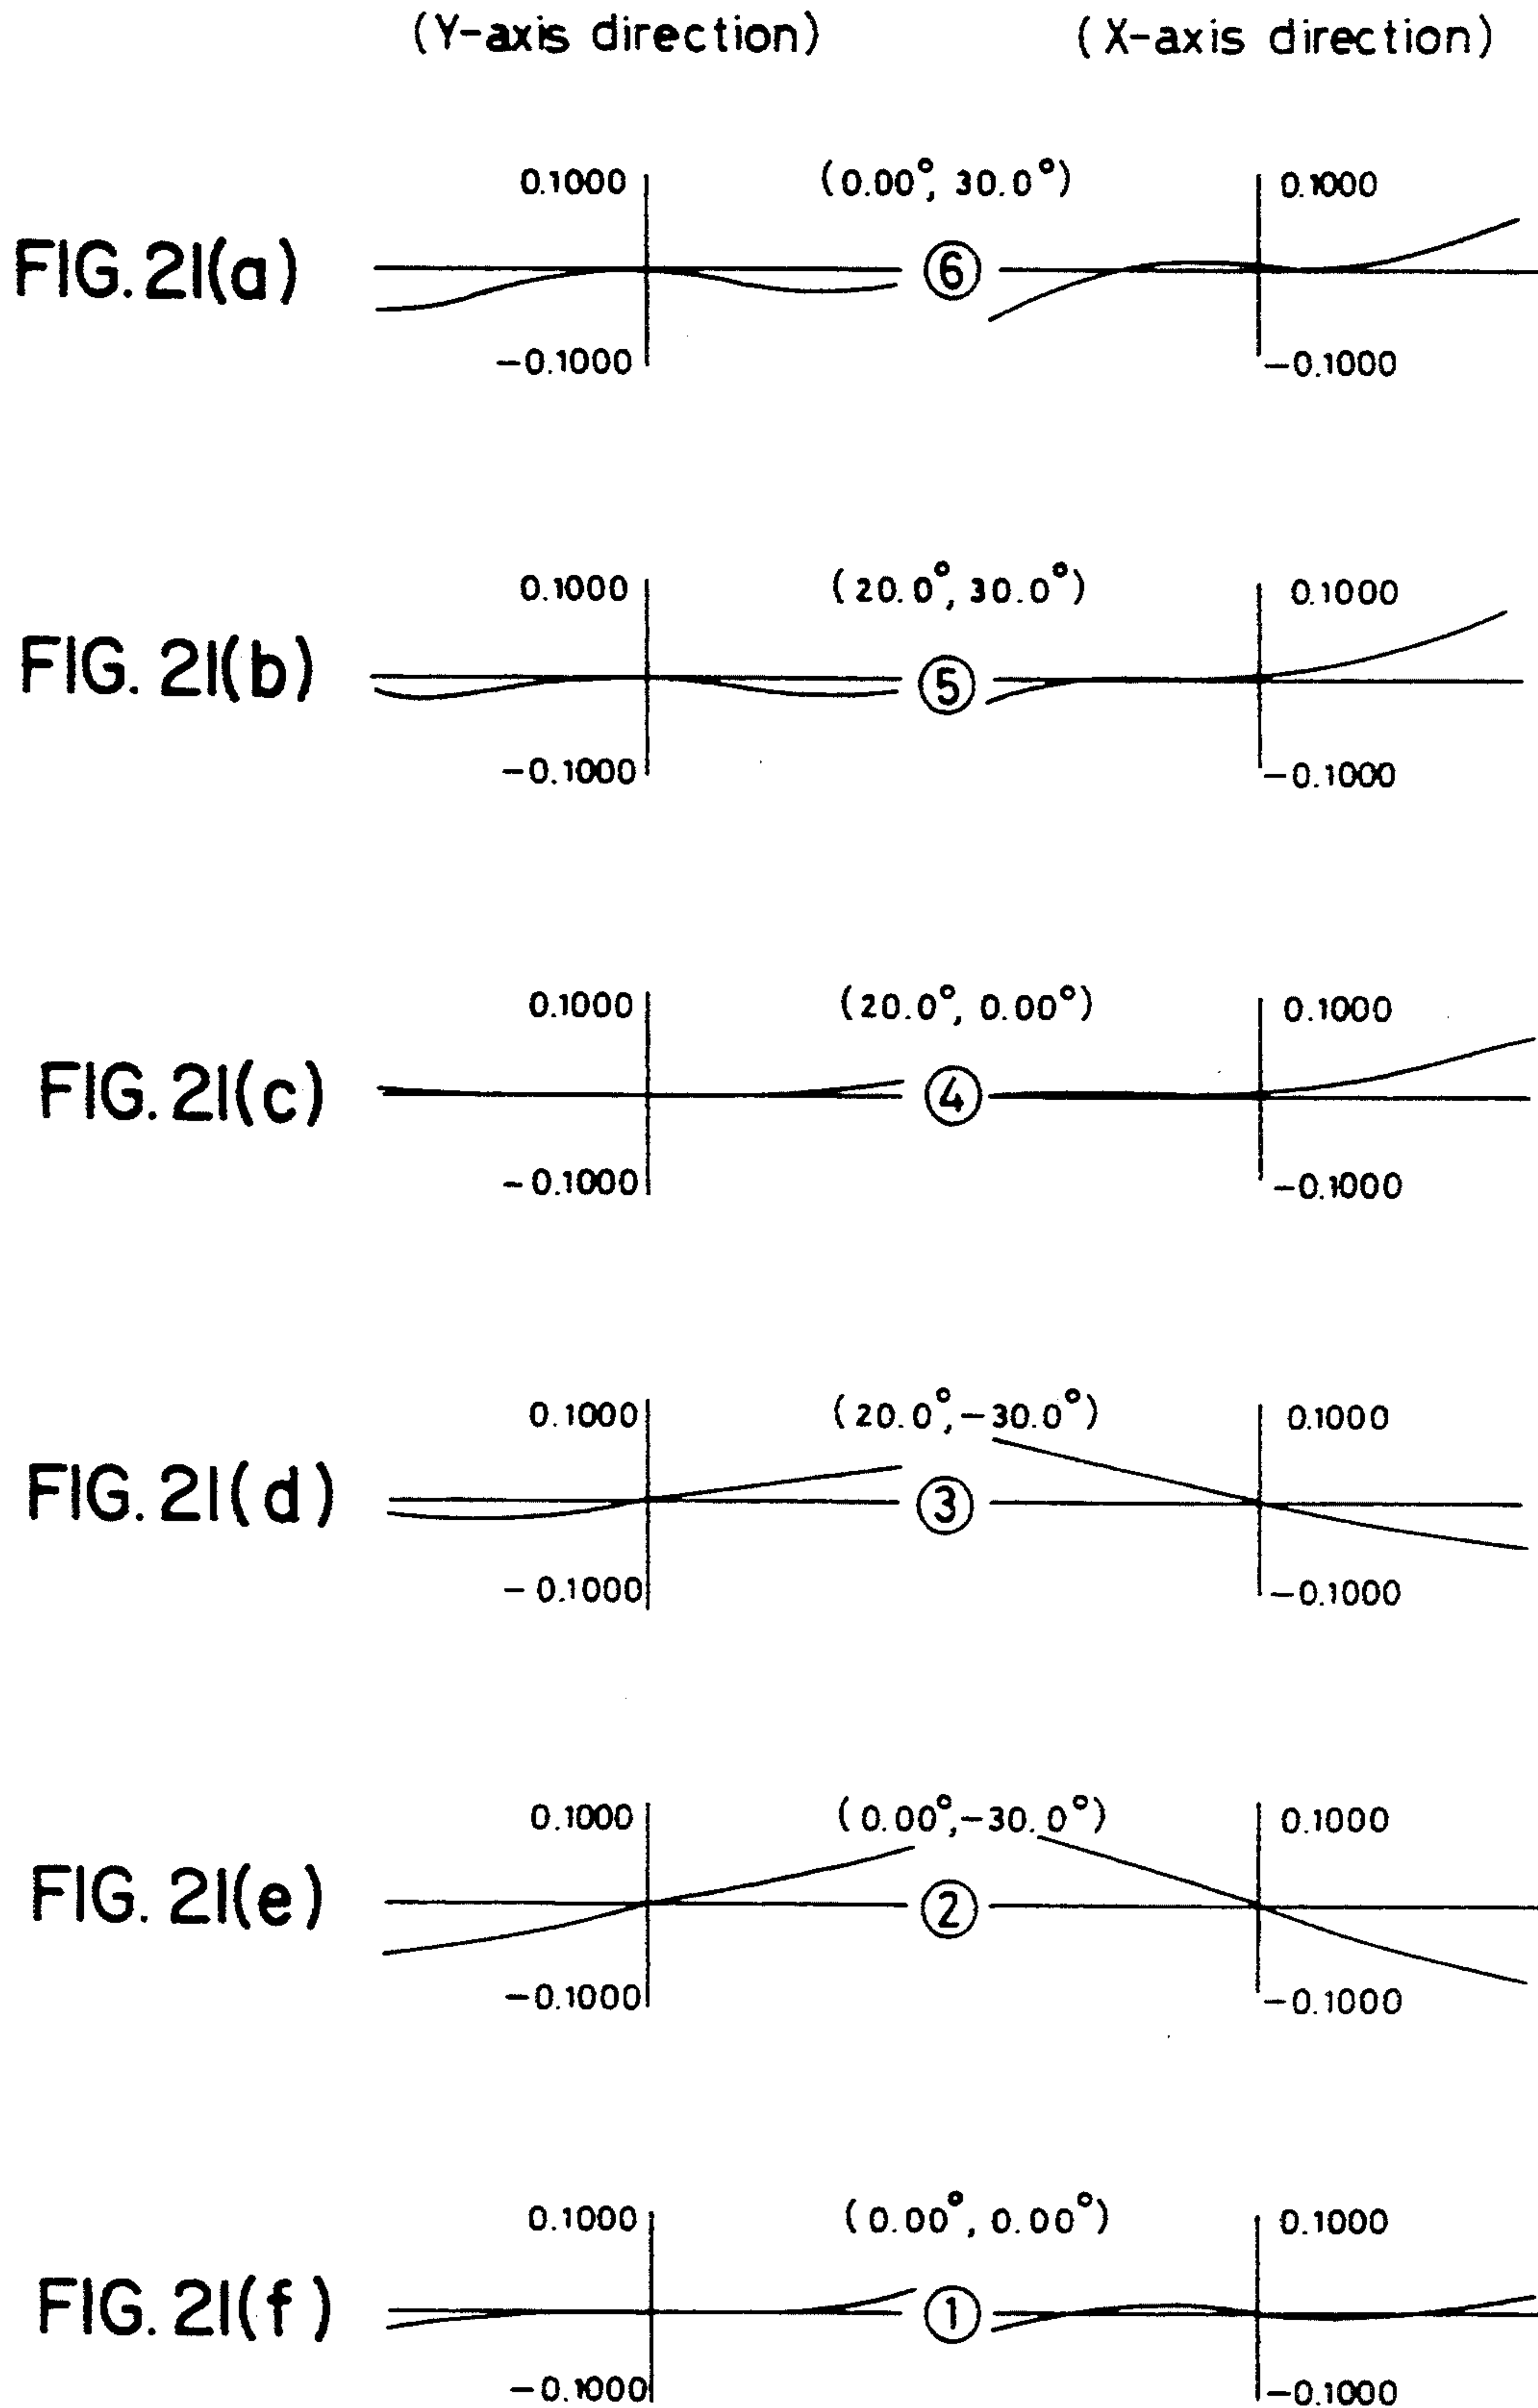 (Y-axis direction) (X-axis direction)
0.1000 (0.00°, 30.0°) 0.1000
FIG. 21(a) ⑥
-0.1000 -0.1000
0.1000 (20.0°, 30.0°) 0.1000
FIG. 21(b) ⑤
-0.1000 -0.1000
0.1000 (20.0°, 0.00°) 0.1000
FIG. 21(c) ④
-0.1000 -0.1000
0.1000 (20.0°, -30.0°) 0.1000
FIG. 21(d) ③
-0.1000 -0.1000
0.1000 (0.00°, -30.0°) 0.1000
FIG. 21(e) ②
-0.1000 -0.1000
0.1000 (0.00°, 0.00°) 0.1000
FIG. 21(f) ①
-0.1000 -0.1000